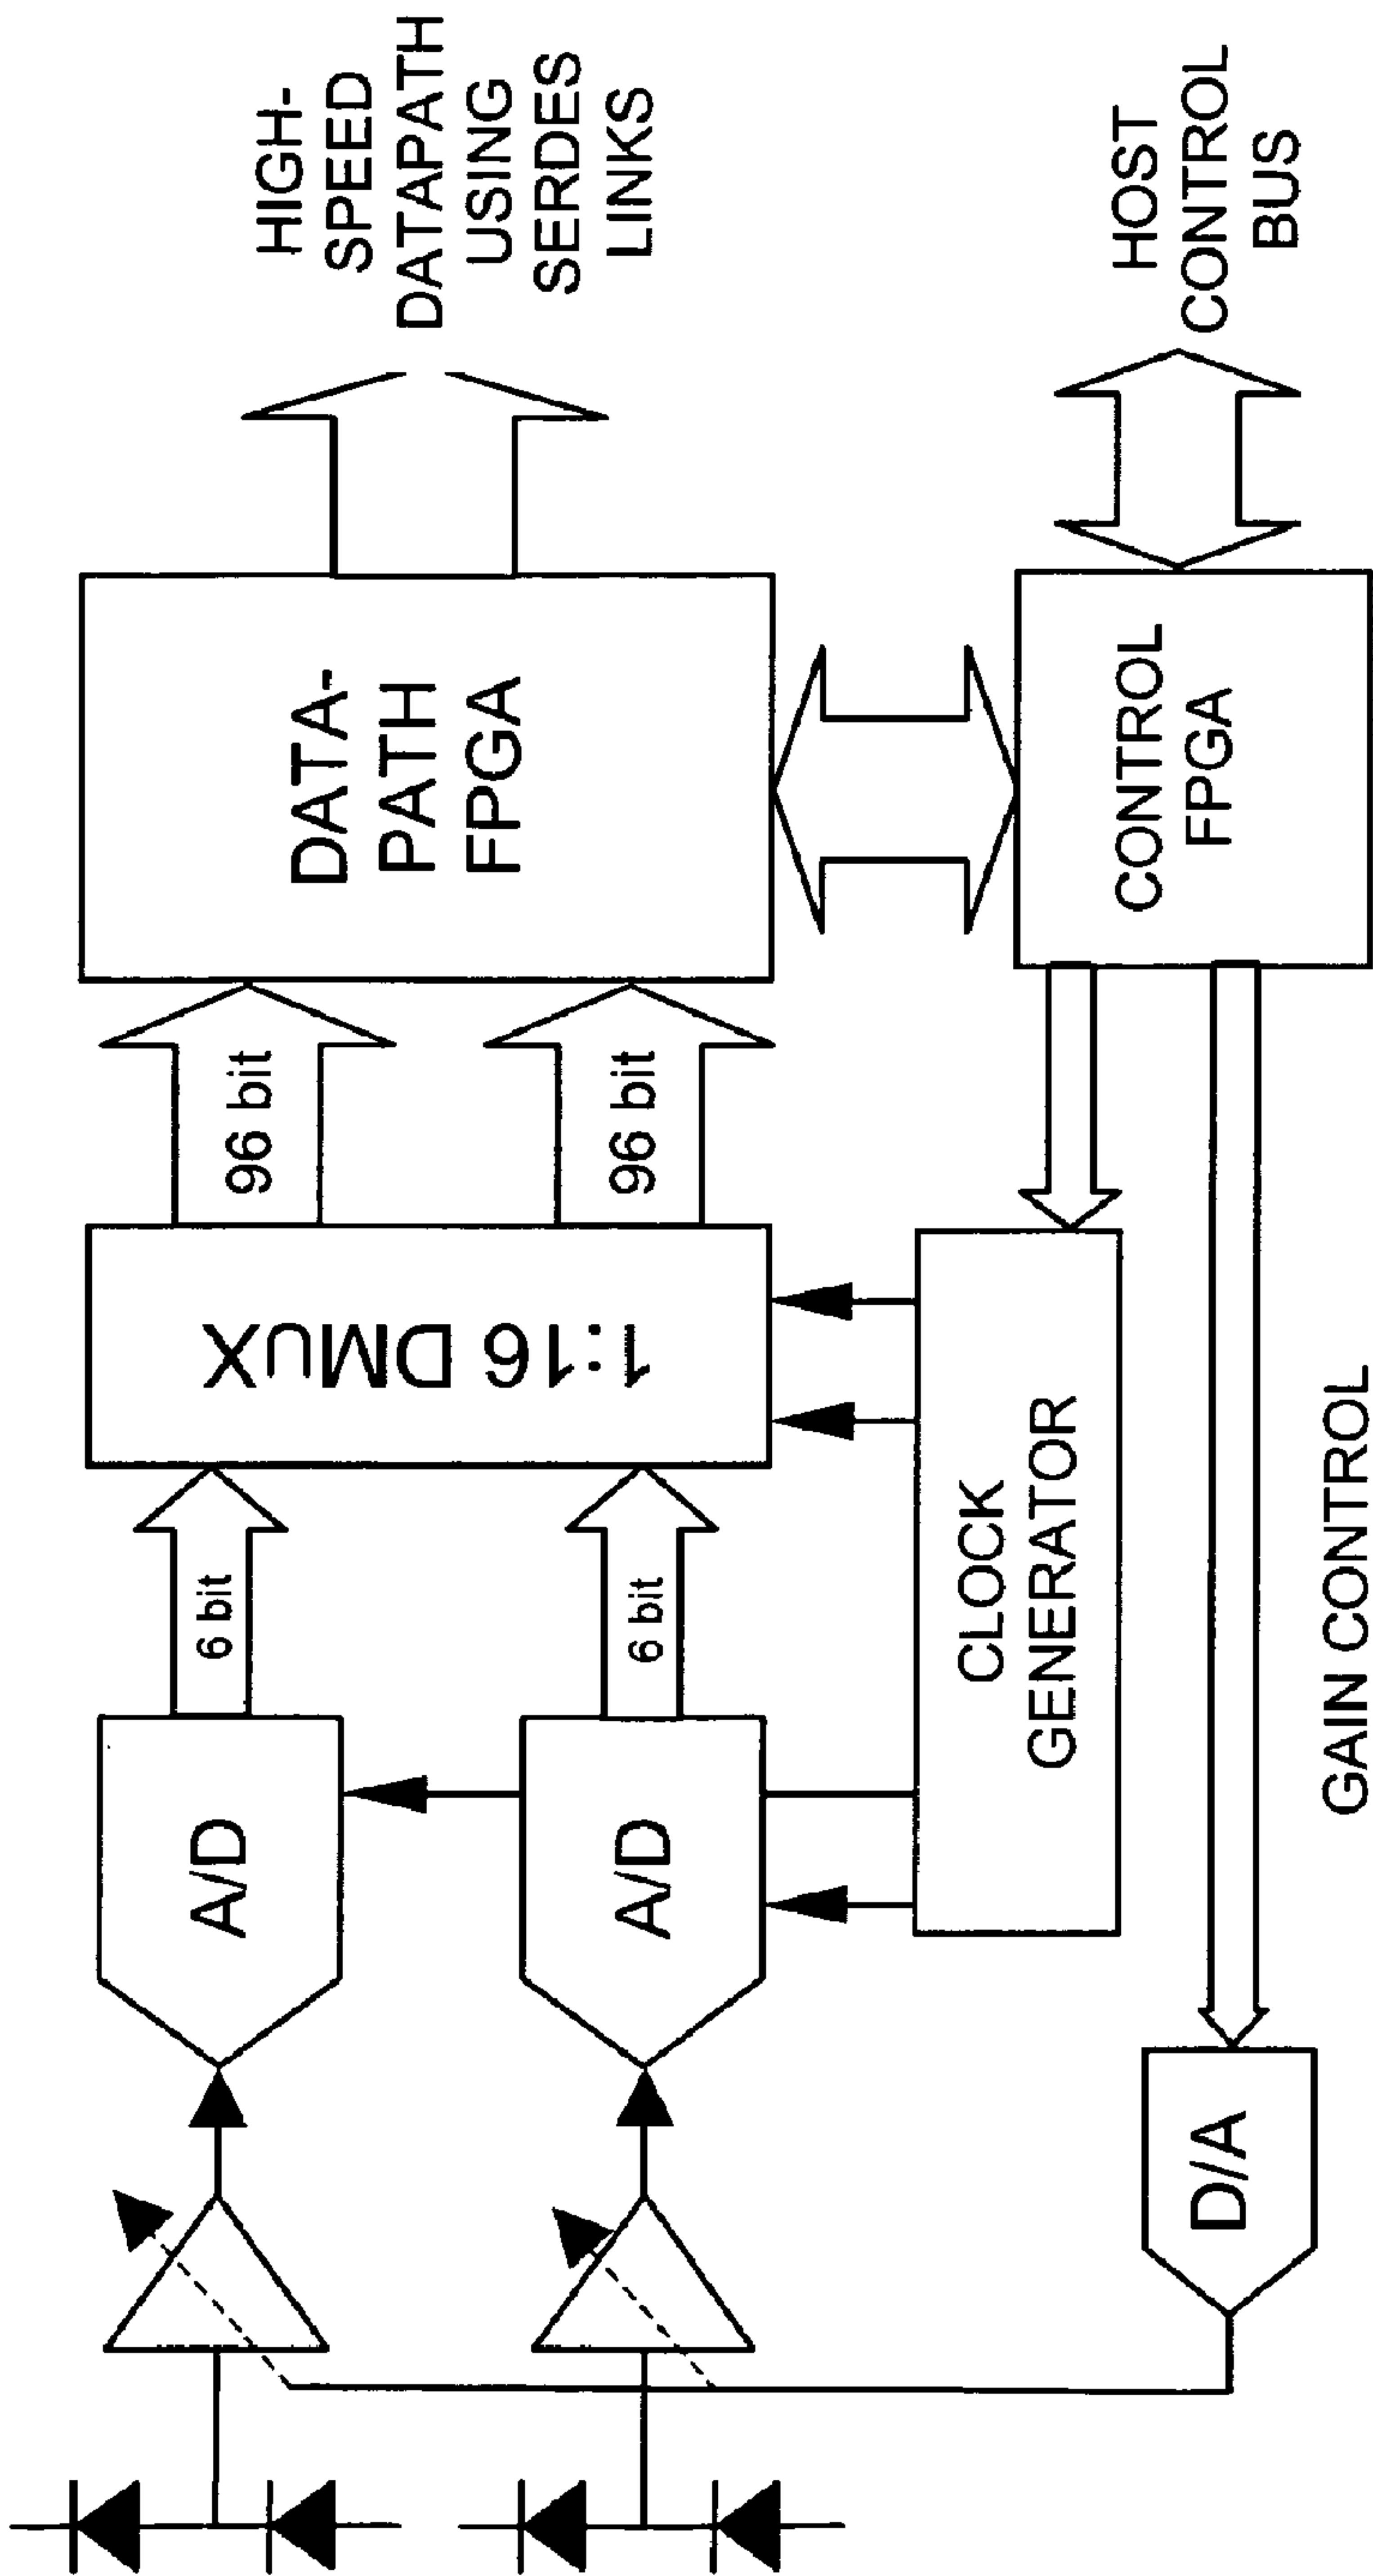 A/D
6 bit
1:16 DMUX
96 bit
DATA-
PATH
FPGA
HIGH-
SPEED
DATAPATH
USING
SERDES
LINKS
A/D
6 bit
96 bit
CLOCK
GENERATOR
CONTROL
FPGA
HOST
CONTROL
BUS
D/A
GAIN CONTROL